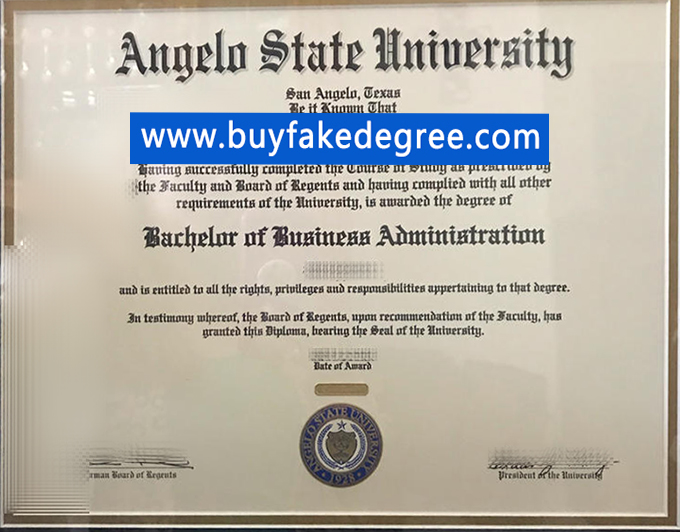 Angelo State University
San Angelo, Texas
Be it Known That
www.buyfakedegree.com
Having successfully completed the Course of Study as prescribed by
the Faculty and Board of Regents and having complied with all other
requirements of the University, is awarded the degree of
Bachelor of Business Administration
and is entitled to all the rights, privileges and responsibilities appertaining to that degree.
In testimony whereof, the Board of Regents, upon recommendation of the Faculty, has
granted this Diploma, bearing the Seal of the University.
Date of Award
ANGELO STATE UNIVERSITY
1928
rman Board of Regents
President of the University